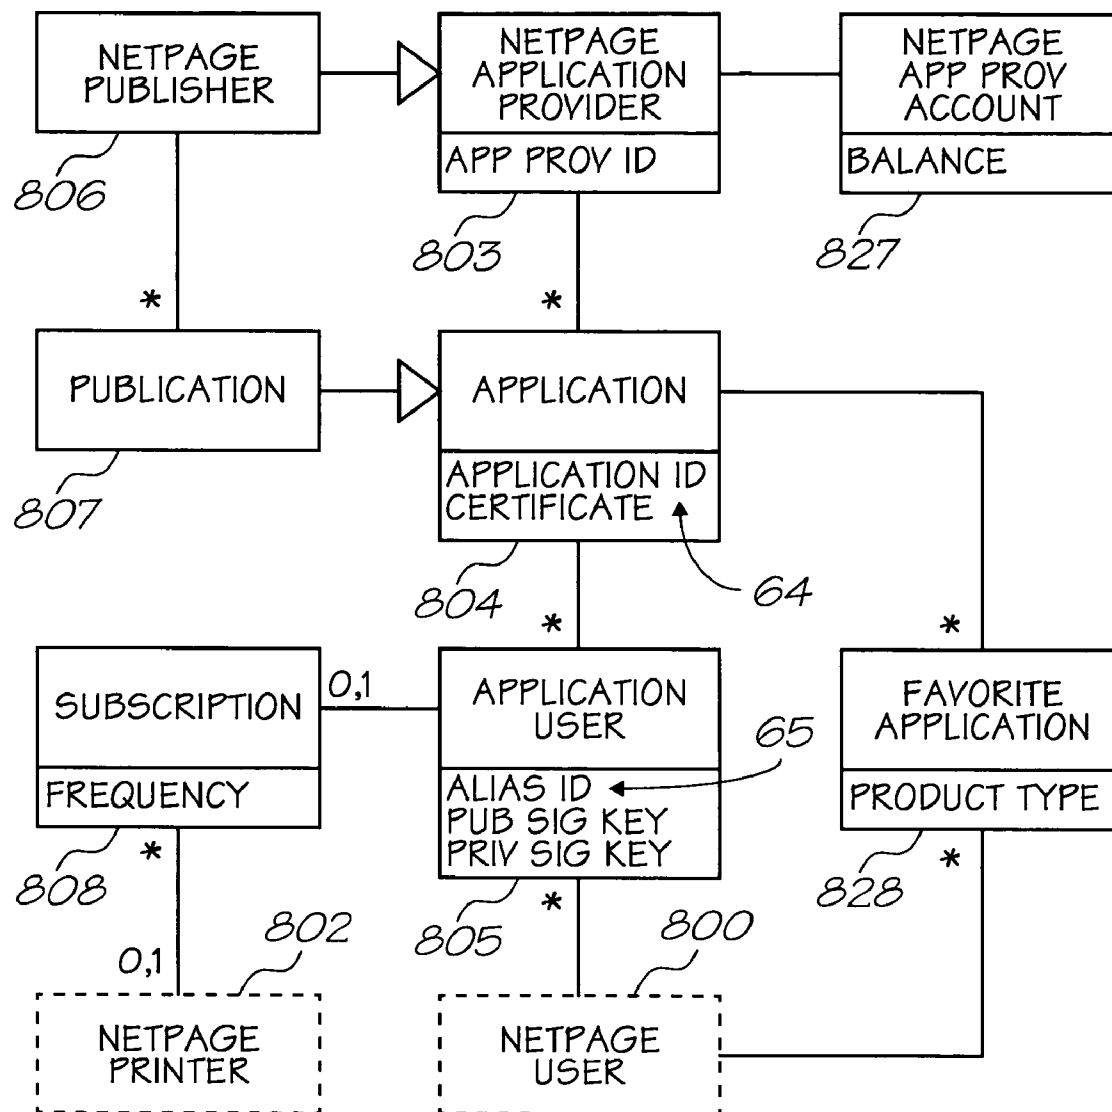 NETPAGE
PUBLISHER
806
NETPAGE
APPLICATION
PROVIDER
APP PROV ID
803
NETPAGE
APP PROV
ACCOUNT
BALANCE
827
*
*
PUBLICATION
807
APPLICATION
APPLICATION ID
CERTIFICATE
804
64
*
*
SUBSCRIPTION
FREQUENCY
808
0,1
APPLICATION
USER
ALIAS ID
PUB SIG KEY
PRIV SIG KEY
805
65
FAVORITE
APPLICATION
PRODUCT TYPE
828
*
*
*
0,1
802
800
NETPAGE
PRINTER
NETPAGE
USER